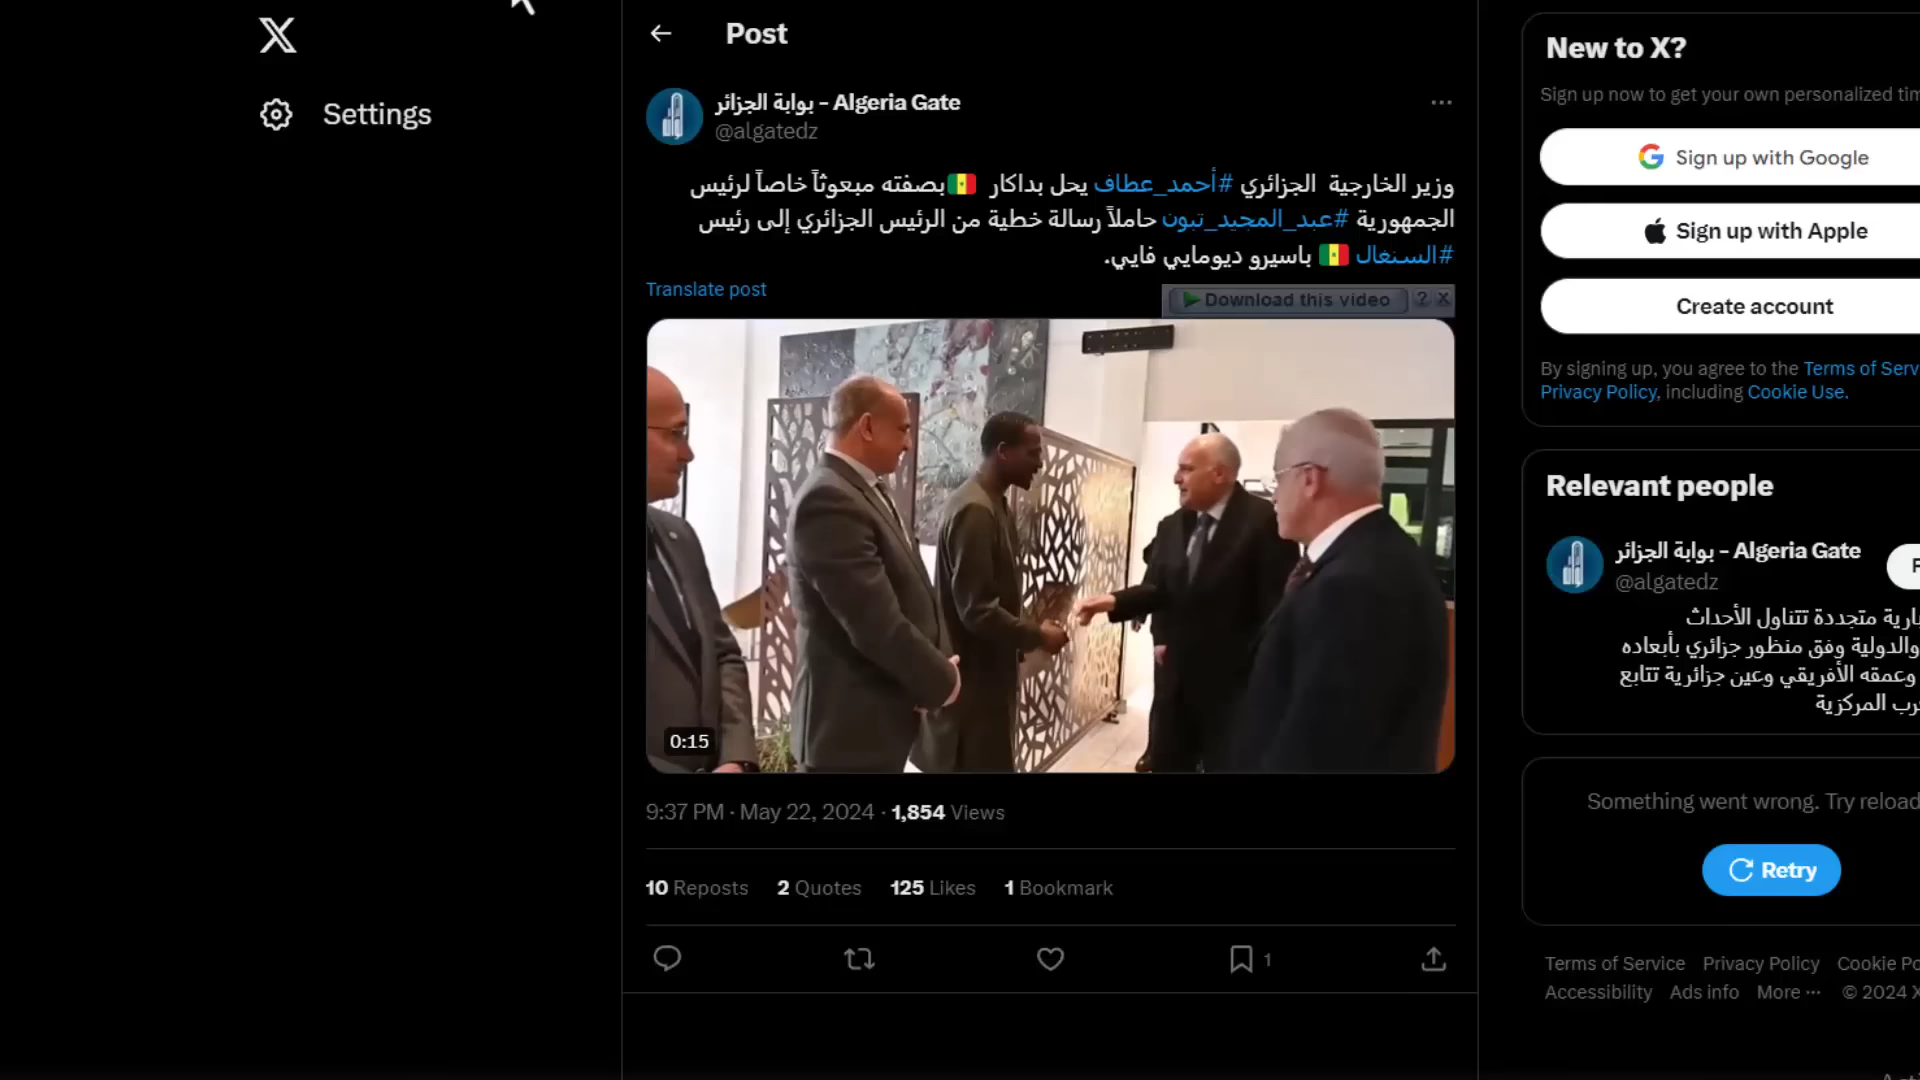 Settings
Post
بوابة الجزائر – Algeria Gate
@algatedz
وزير الخارجية الجزائري #أحمد_عطاف يحل بداكار 🇸🇳بصفته مبعوثاً خاصاً لرئيس
الجمهورية #عبد_المجيد_تبون حاملاً رسالة خطية من الرئيس الجزائري إلى رئيس
#السنغال 🇸🇳 باسيرو ديومايي فايي.
Translate post
Download this video ? X
0:15
9:37 PM · May 22, 2024 · 1,854 Views
10 Reposts 2 Quotes 125 Likes 1 Bookmark
1
New to X?
Sign up now to get your own personalized
Sign up with Google
Sign up with Apple
Create account
By signing up, you agree to the Terms of
Privacy Policy, including Cookie Use.
Relevant people
بوابة الجزائر – Algeria Gate
@algatedz
متجددة تتناول الأحداث
والدولية وفق منظور جزائري بأبعاده
وعمقه الأفريقي وعين جزائرية تتابع
المركزية
Something went wrong. Try
Retry
Terms of Service Privacy Policy Cookie
Accessibility Ads info More ··· © 2024